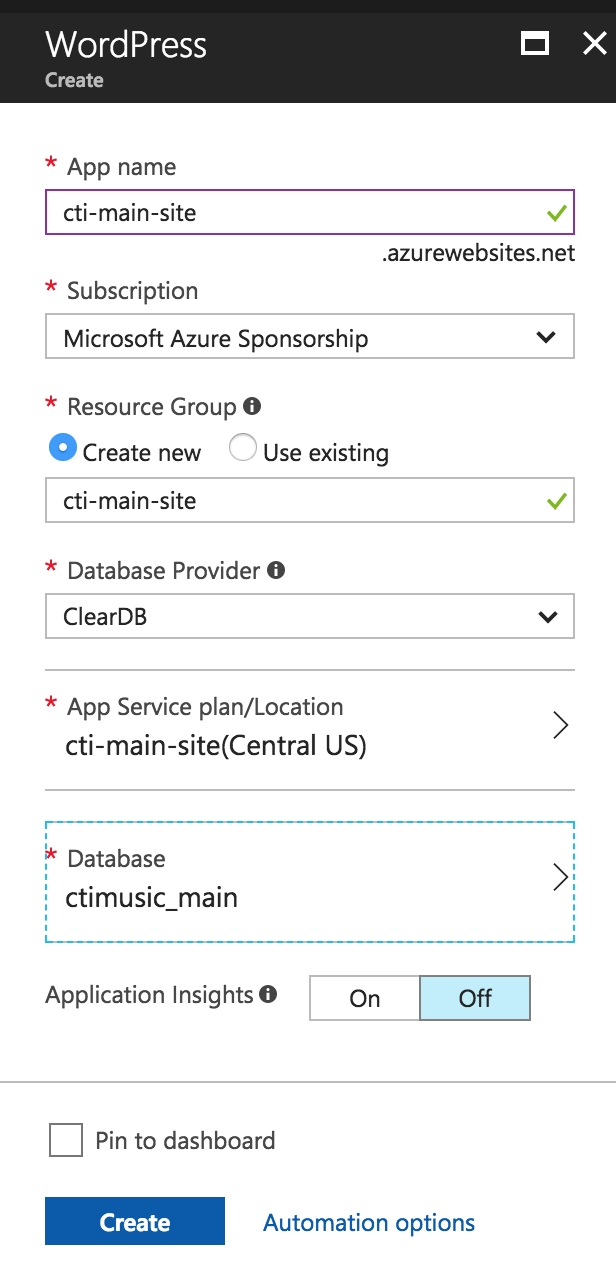 WordPress
Create
* App name
cti-main-site
.azurewebsites.net
* Subscription
Microsoft Azure Sponsorship
* Resource Group
Create new Use existing
cti-main-site
* Database Provider
ClearDB
* App Service plan/Location
cti-main-site(Central US)
* Database
ctimusic_main
Application Insights On Off
Pin to dashboard
Create Automation options